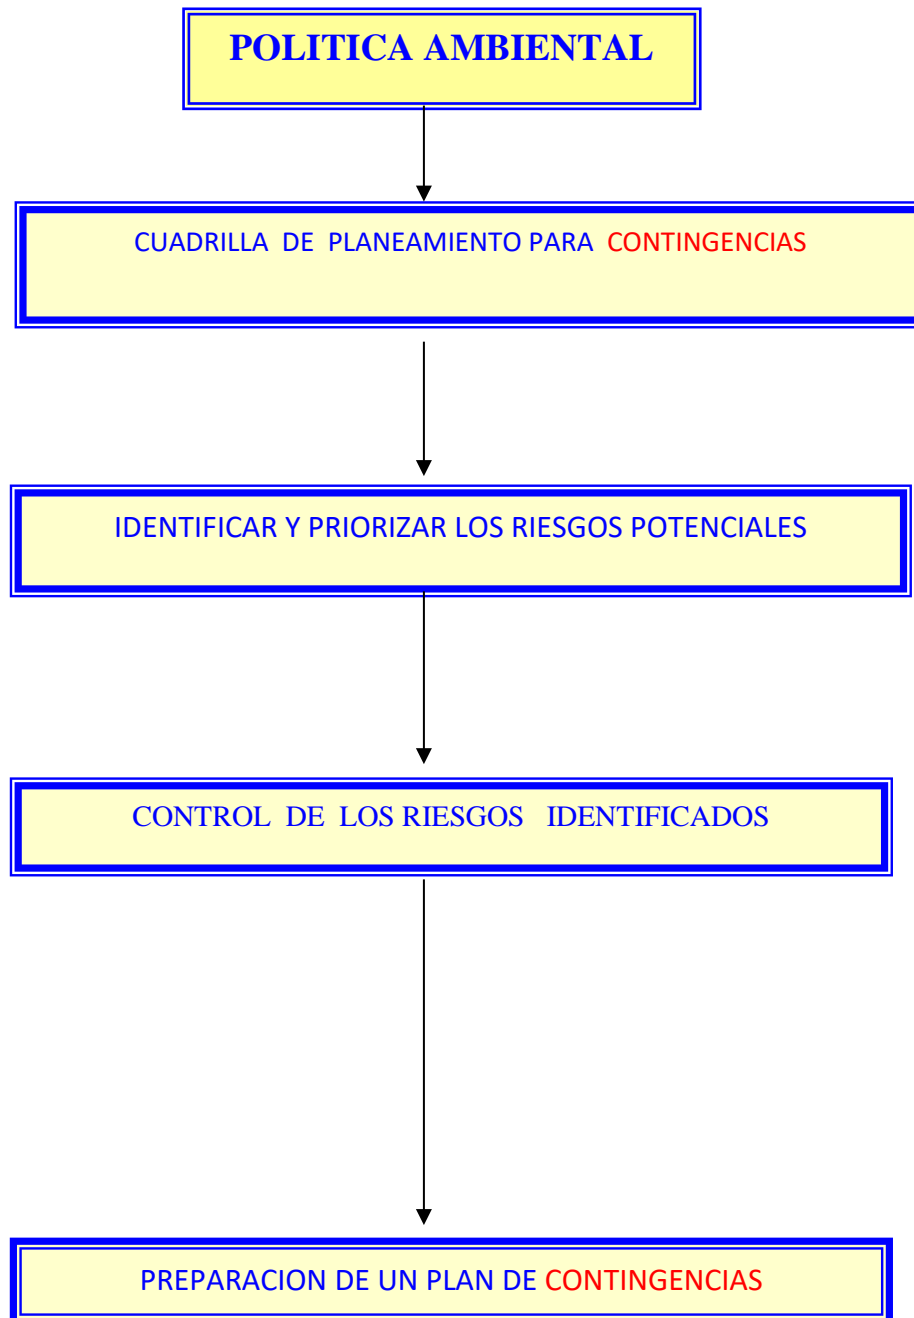 POLITICA AMBIENTAL
CUADRILLA DE PLANEAMIENTO PARA CONTINGENCIAS
IDENTIFICAR Y PRIORIZAR LOS RIESGOS POTENCIALES
CONTROL DE LOS RIESGOS IDENTIFICADOS
PREPARACION DE UN PLAN DE CONTINGENCIAS